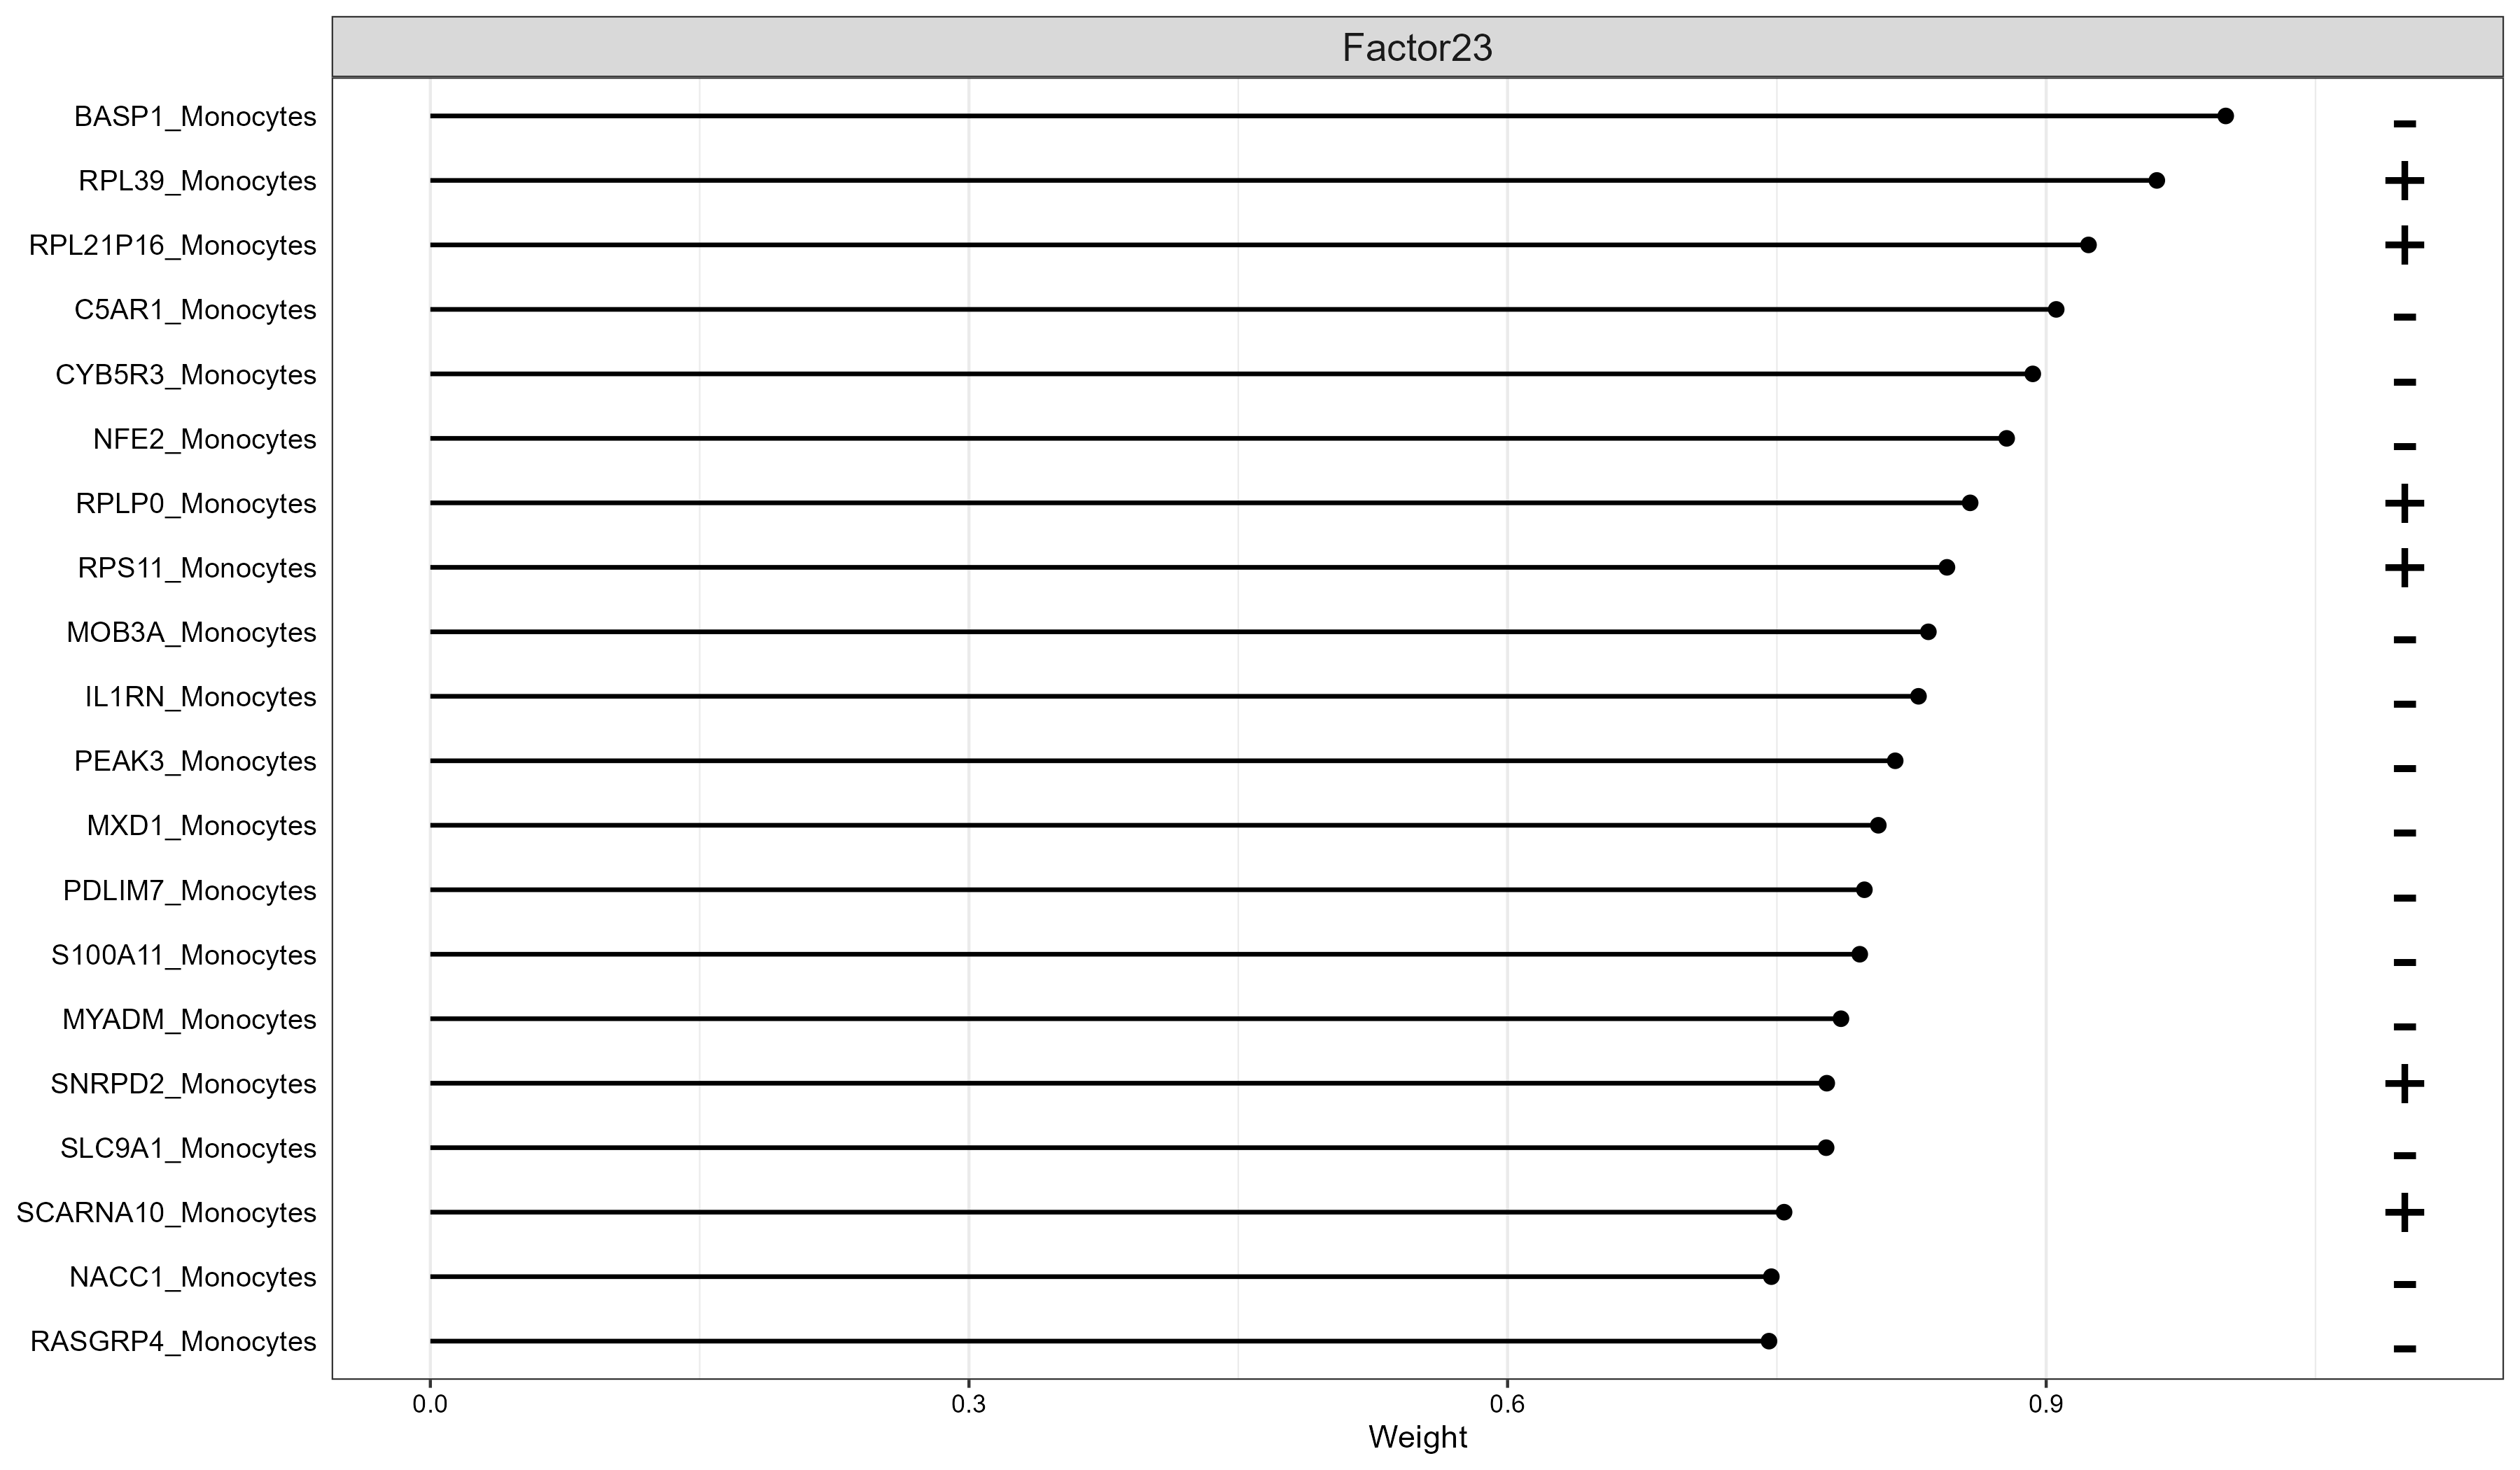 Factor23
BASP1_Monocytes -
RPL39_Monocytes +
RPL21P16_Monocytes +
C5AR1_Monocytes -
CYB5R3_Monocytes -
NFE2_Monocytes -
RPLP0_Monocytes +
RPS11_Monocytes +
MOB3A_Monocytes -
IL1RN_Monocytes -
PEAK3_Monocytes -
MXD1_Monocytes -
PDLIM7_Monocytes -
S100A11_Monocytes -
MYADM_Monocytes -
SNRPD2_Monocytes +
SLC9A1_Monocytes -
SCARNA10_Monocytes +
NACC1_Monocytes -
RASGRP4_Monocytes -
0.0 0.3 0.6 0.9
Weight